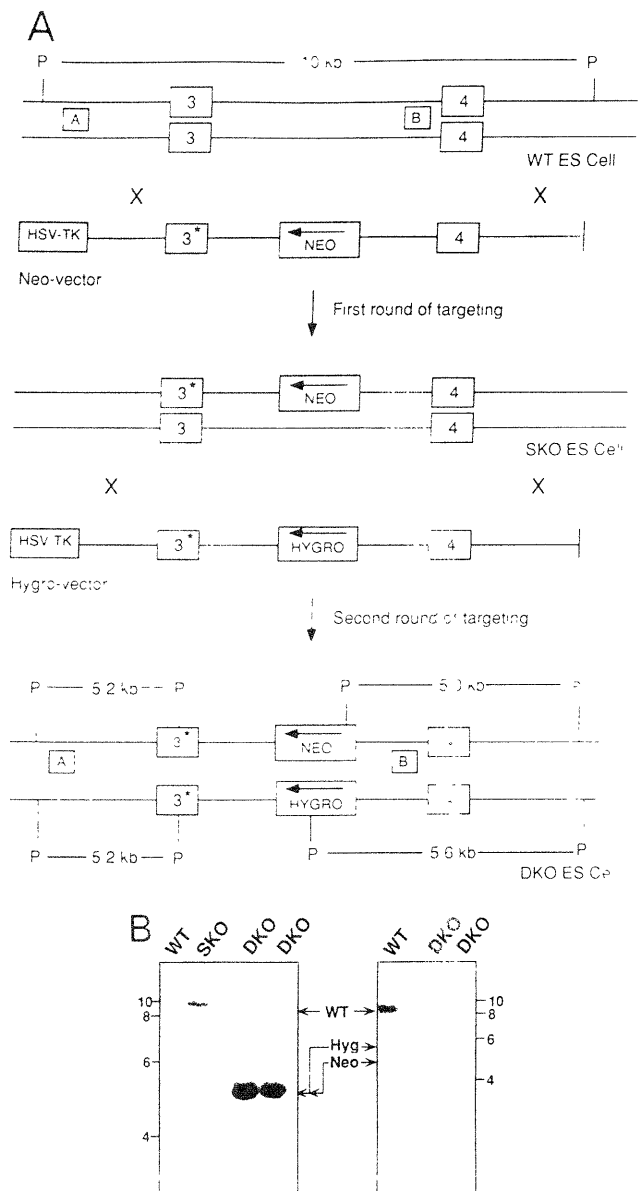 A
P 10 kb P
3 4
A B
3 4
WT ES Cell
X X
HSV-TK 3* NEO 4
Neo-vector
First round of targeting
3* NEO 4
3 4
SKO ES
X X
HSV TK 3* HYGRO 4
Hygro-vector
Second round of targeting
P 5.2 kb P P kb P
3* NEO
A B
3* HYGRO
P 5.2 kb P P 5.6 kb P
DKO ES
B
WT SKO DKO DKO WT DKO DKO
10 WT 10
8 8
Hyg 6
6 Neo
4
4